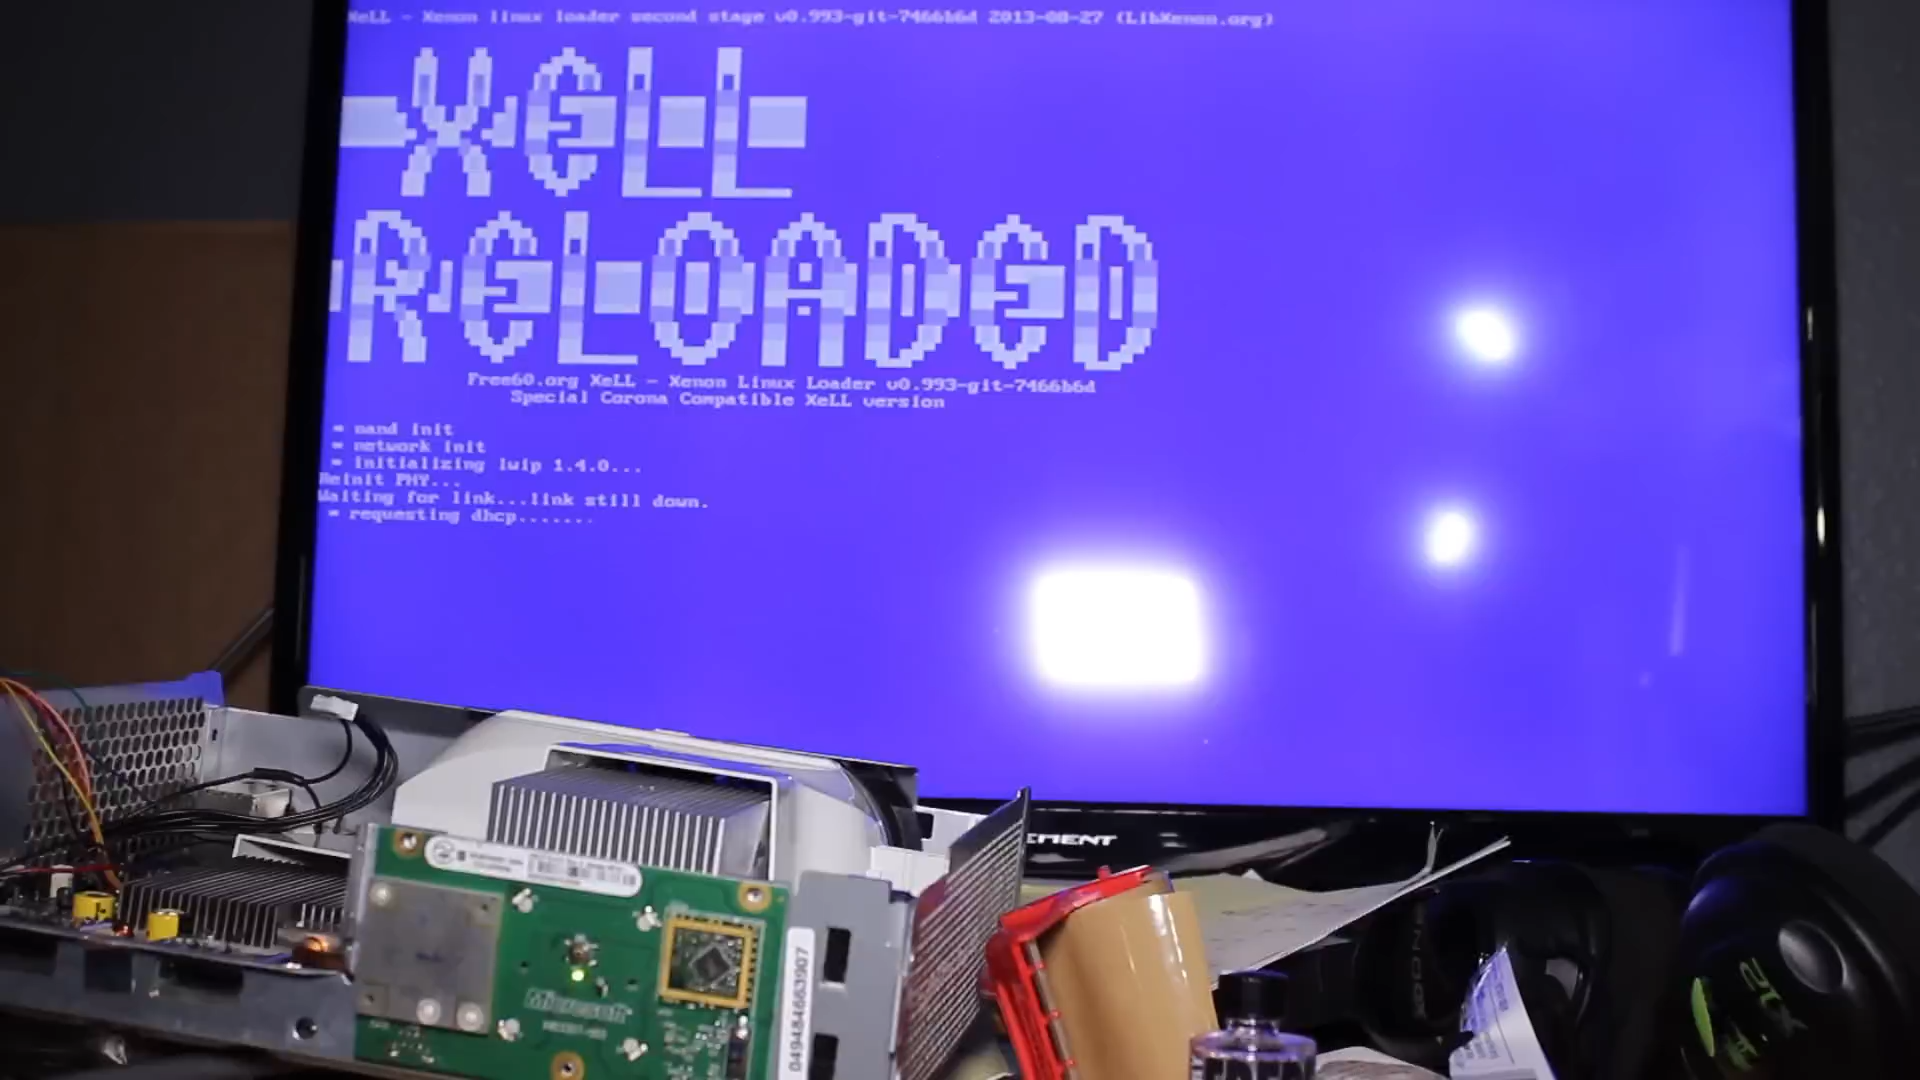 XeLL - Xenon linux loader second stage v0.993-git-7466b6d 2013-08-27 (LibXenon.org)
XeLL
ReLOADeD
Free60.org XeLL - Xenon Linux Loader v0.993-git-7466b6d
Special Corona Compatible XeLL version
* nand init
* network init
* initializing lwip 1.4.0...
Reinit PHY...
Waiting for link...link still down.
* requesting dhcp.......
EMENT
Microsoft
049484663907